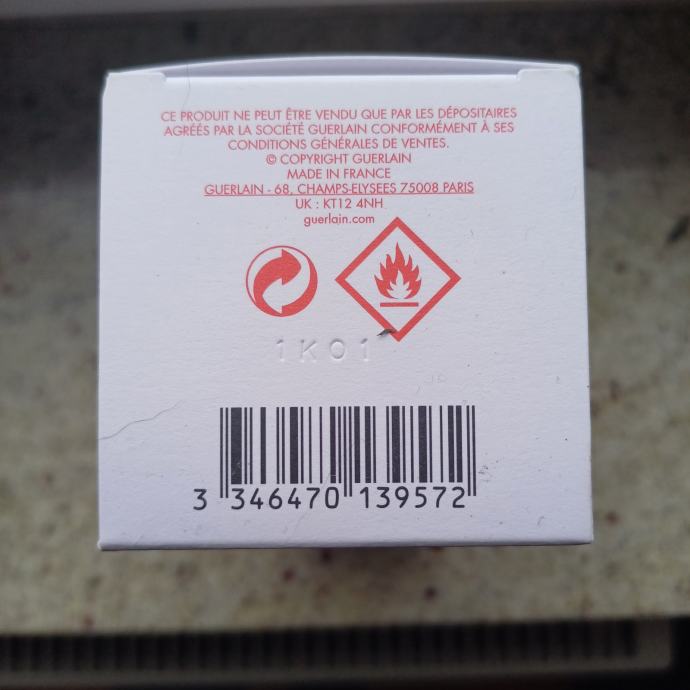 CE PRODUIT NE PEUT ÊTRE VENDU QUE PAR LES DÉPOSITAIRES
AGRÉÉS PAR LA SOCIÉTÉ GUERLAIN CONFORMÉMENT À SES
CONDITIONS GÉNÉRALES DE VENTES.
© COPYRIGHT GUERLAIN
MADE IN FRANCE
GUERLAIN - 68, CHAMPS-ELYSEES 75008 PARIS
UK : KT12 4NH
guerlain.com
1K01
3 346470 139572